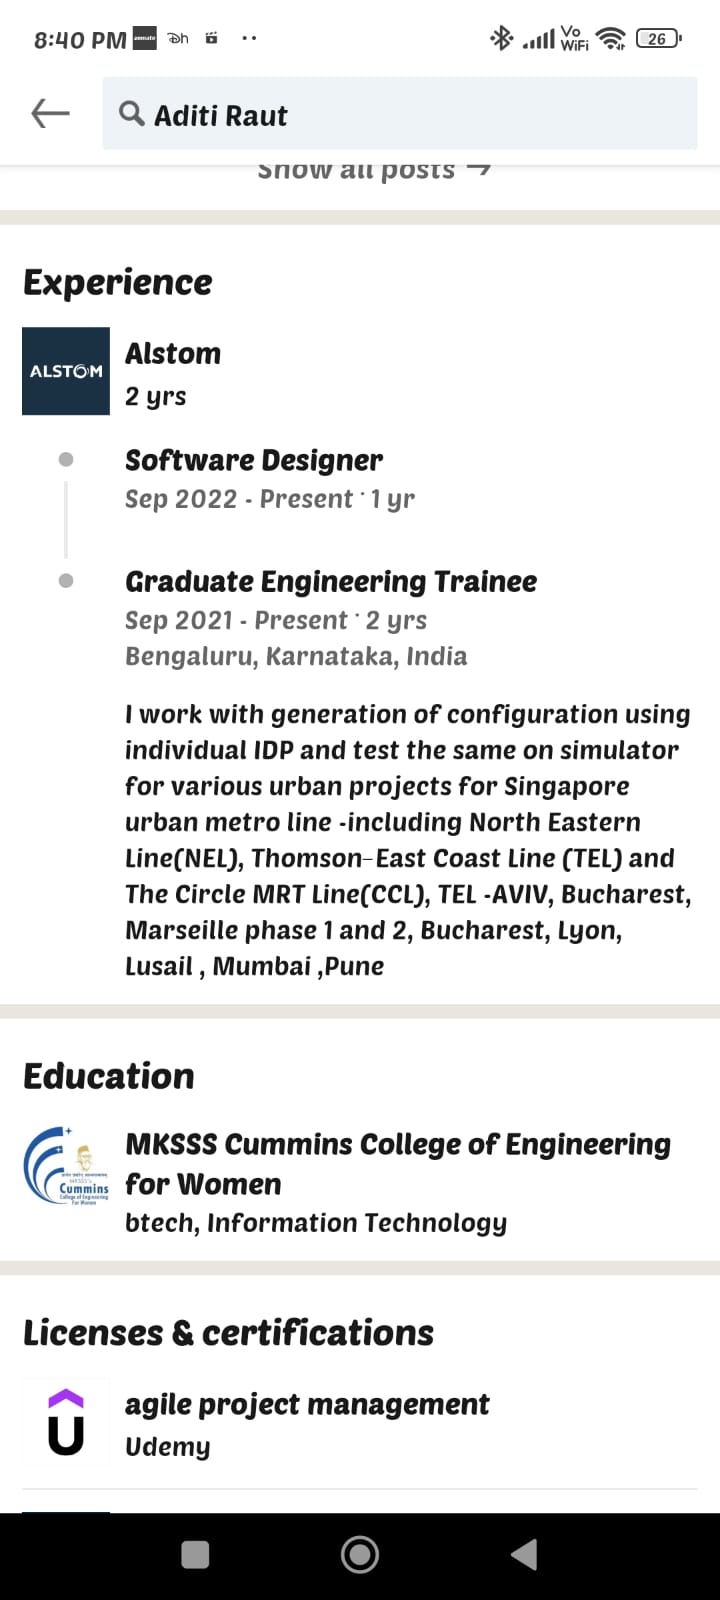 8:40 PM
Vo
WiFi
26
Aditi Raut
Show all posts →
Experience
ALSTOM
Alstom
2 yrs
Software Designer
Sep 2022 - Present · 1 yr
Graduate Engineering Trainee
Sep 2021 - Present · 2 yrs
Bengaluru, Karnataka, India
I work with generation of configuration using
individual IDP and test the same on simulator
for various urban projects for Singapore
urban metro line -including North Eastern
Line(NEL), Thomson–East Coast Line (TEL) and
The Circle MRT Line(CCL), TEL -AVIV, Bucharest,
Marseille phase 1 and 2, Bucharest, Lyon,
Lusail , Mumbai ,Pune
Education
Cummins
College of Engineering
For Women
MKSSS Cummins College of Engineering
for Women
btech, Information Technology
Licenses & certifications
agile project management
Udemy